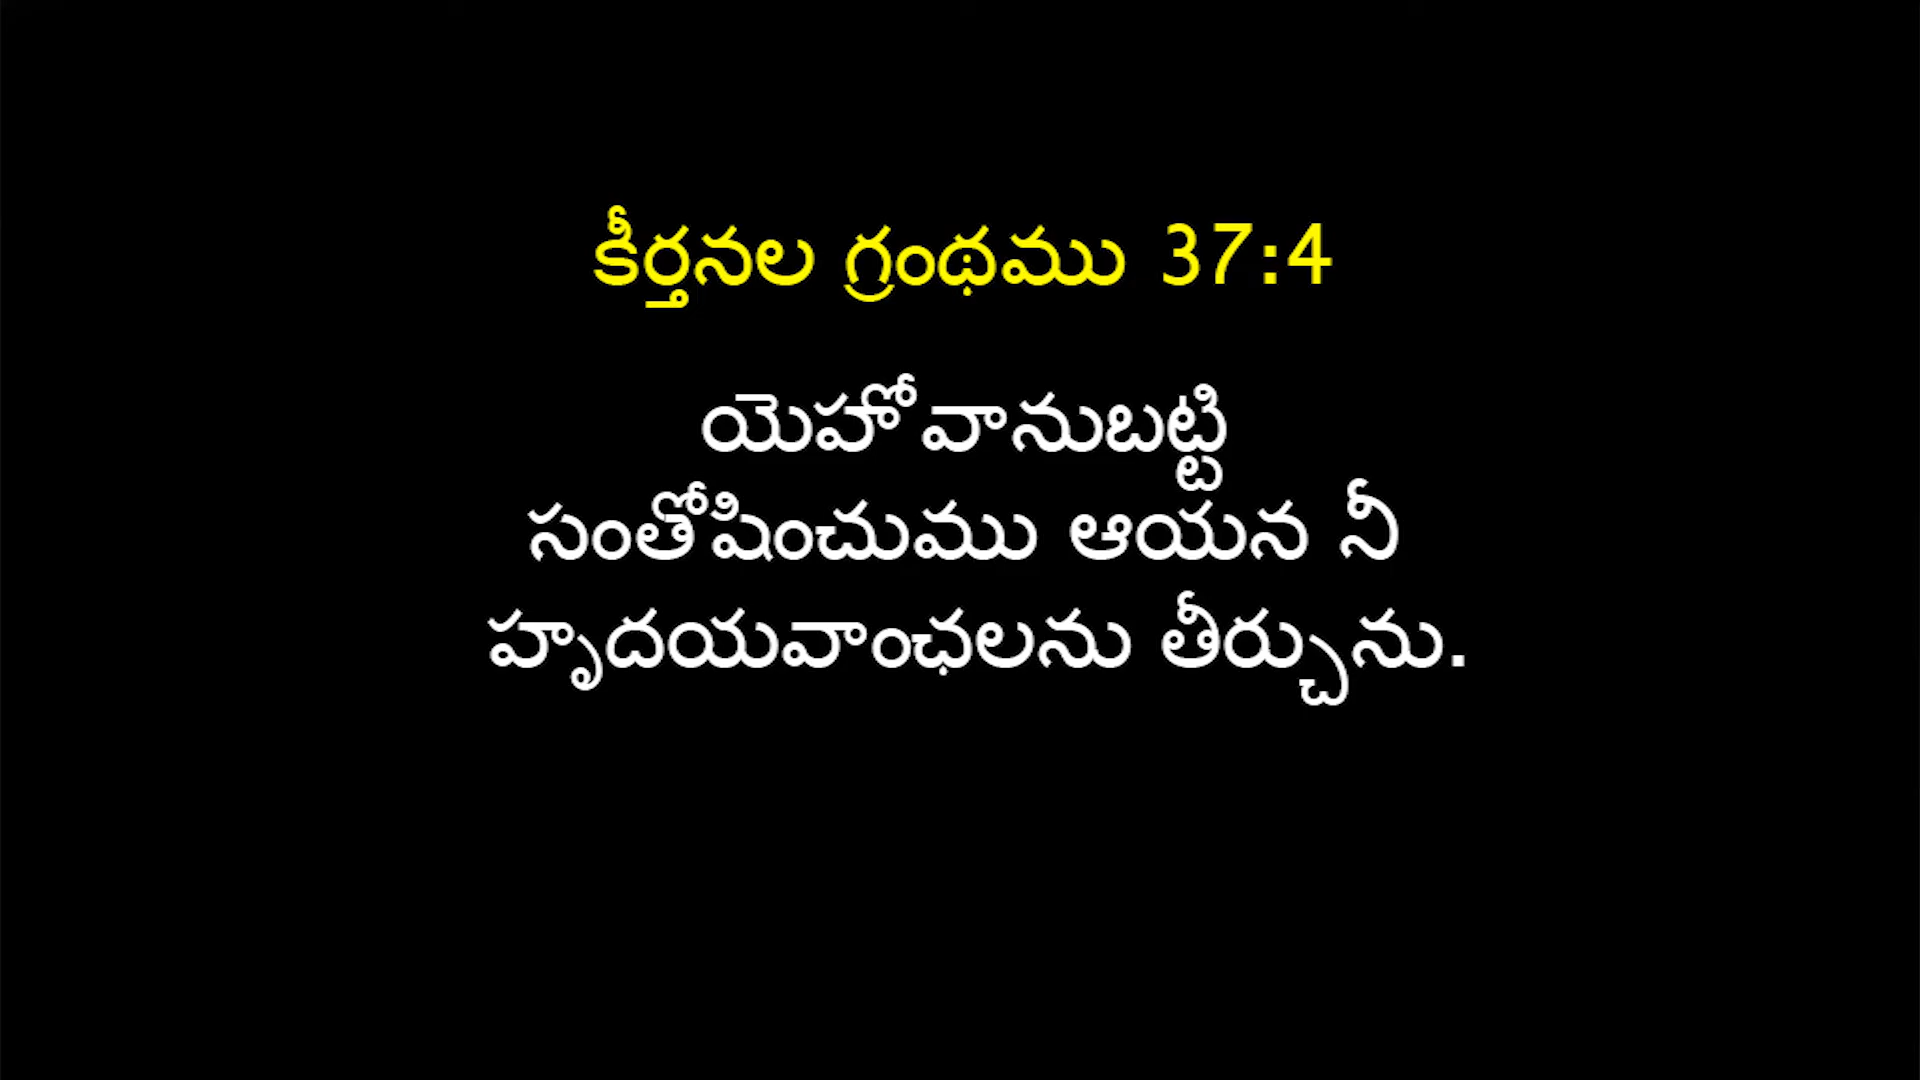 కీర్తనల గ్రంథము 37:4
యెహోవానుబట్టి
సంతోషించుము ఆయన నీ
హృదయవాంఛలను తీర్చును.